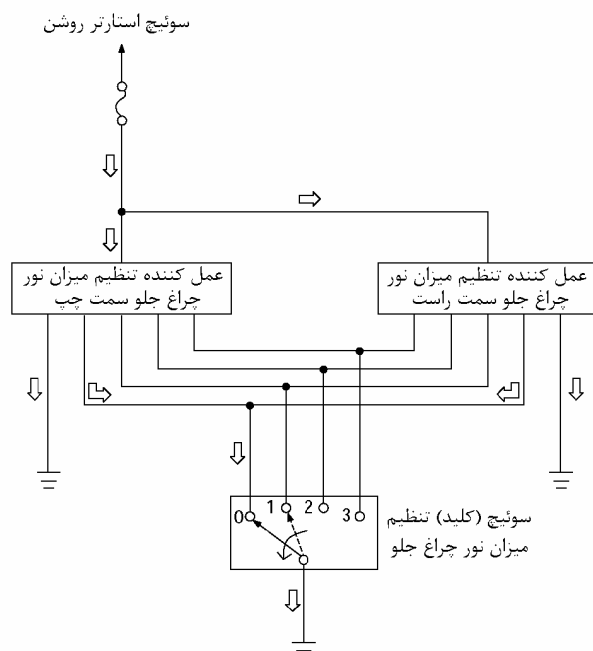 سوئیچ استارتر روشن
عمل کننده تنظیم میزان نور
چراغ جلو سمت راست
عمل کننده تنظیم میزان نور
چراغ جلو سمت چپ
0
1
2
3
سوئیچ (کلید) تنظیم
میزان نور چراغ جلو